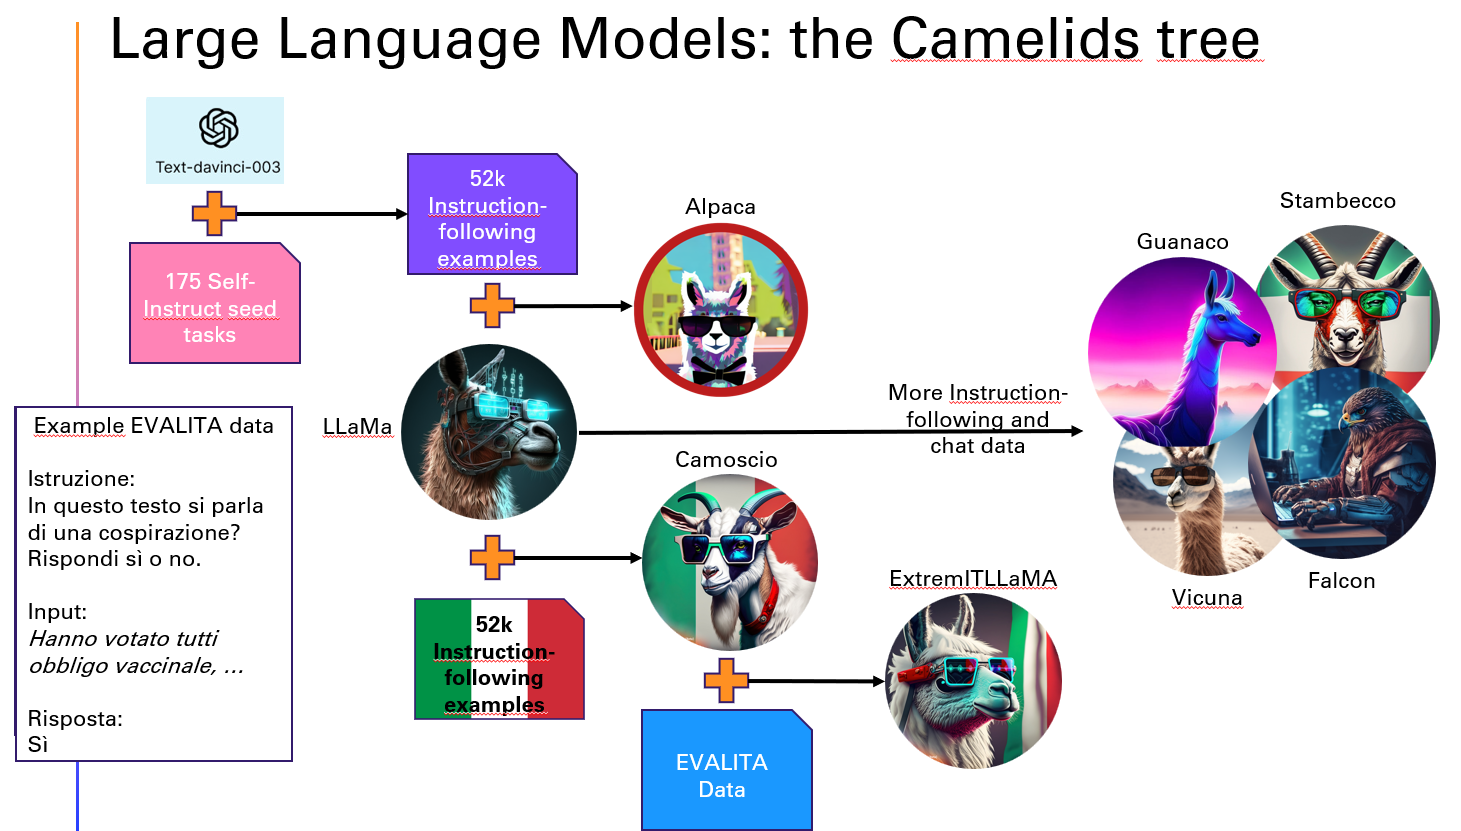 Large Language Models: the Camelids tree
Text-davinci-003
175 Self-
Instruct seed
tasks
52k
Instruction-
following
examples
Alpaca
LLaMa
Camoscio
52k
Instruction-
following
examples
EVALITA
Data
ExtremITLLaMA
More Instruction-
following and
chat data
Guanaco
Stambecco
Vicuna
Falcon
Example EVALITA data
Istruzione:
In questo testo si parla
di una cospirazione?
Rispondi sì o no.
Input:
Hanno votato tutti
obbligo vaccinale, ...
Risposta:
Sì